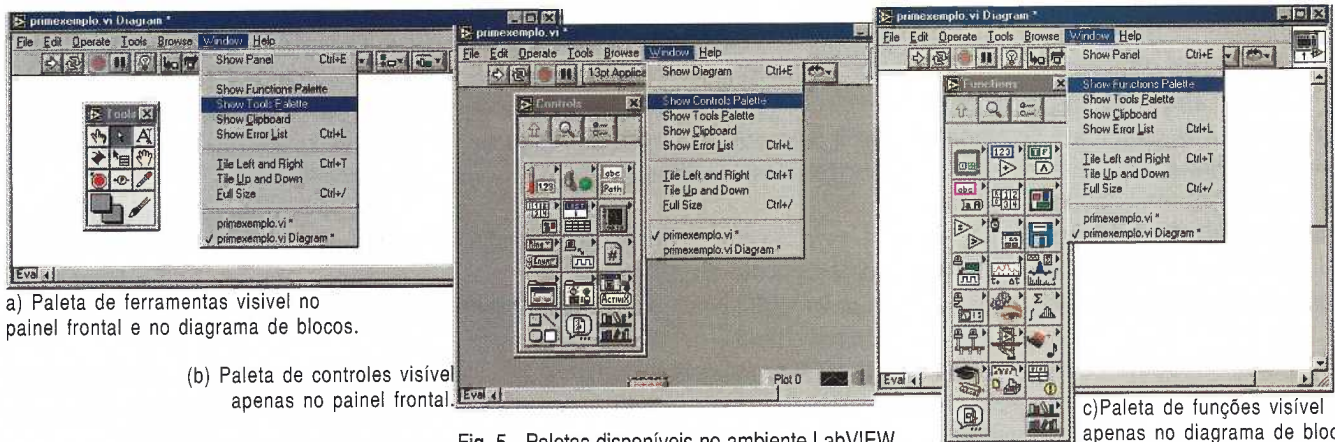 primexemplo.vi Diagram *
File Edit Operate Tools Browse Window Help
Show Panel Ctrl+E
Show Functions Palette
Show Tools Palette
Show Clipboard
Show Error List Ctrl+L
Tile Left and Right Ctrl+T
Tile Up and Down
Full Size Ctrl+/
primexemplo.vi *
✓ primexemplo.vi Diagram *
Tools
Eval
a) Paleta de ferramentas visivel no
painel frontal e no diagrama de blocos.
primexemplo.vi *
File Edit Operate Tools Browse Window Help
13pt Applica
Show Diagram Ctrl+E
Show Controls Palette
Show Tools Palette
Show Clipboard
Show Error List Ctrl+L
Tile Left and Right Ctrl+T
Tile Up and Down
Full Size Ctrl+/
✓ primexemplo.vi *
primexemplo.vi Diagram *
Controls
abc
Path
ActiveX
Plot 0
Eval
(b) Paleta de controles visível
apenas no painel frontal.
primexemplo.vi Diagram *
File Edit Operate Tools Browse Window Help
Show Panel Ctrl+E
Show Functions Palette
Show Tools Palette
Show Clipboard
Show Error List Ctrl+L
Tile Left and Right Ctrl+T
Tile Up and Down
Full Size Ctrl+/
primexemplo.vi *
✓ primexemplo.vi Diagram *
Functions
123
TF
abc
Eval
c)Paleta de funções visível
apenas no diagrama de bloc
Fig. 5 Paletas disponíveis no ambiente LabVIEW